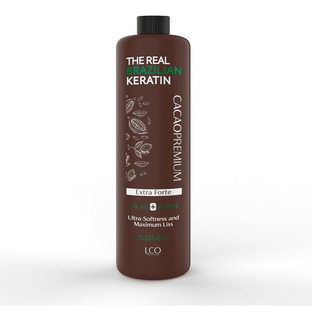 THE REAL
BRAZILIAN
KERATIN
CACAOPREMIUM
Extra Forte
Ultra-Softness and
Maximum Liss
LCO